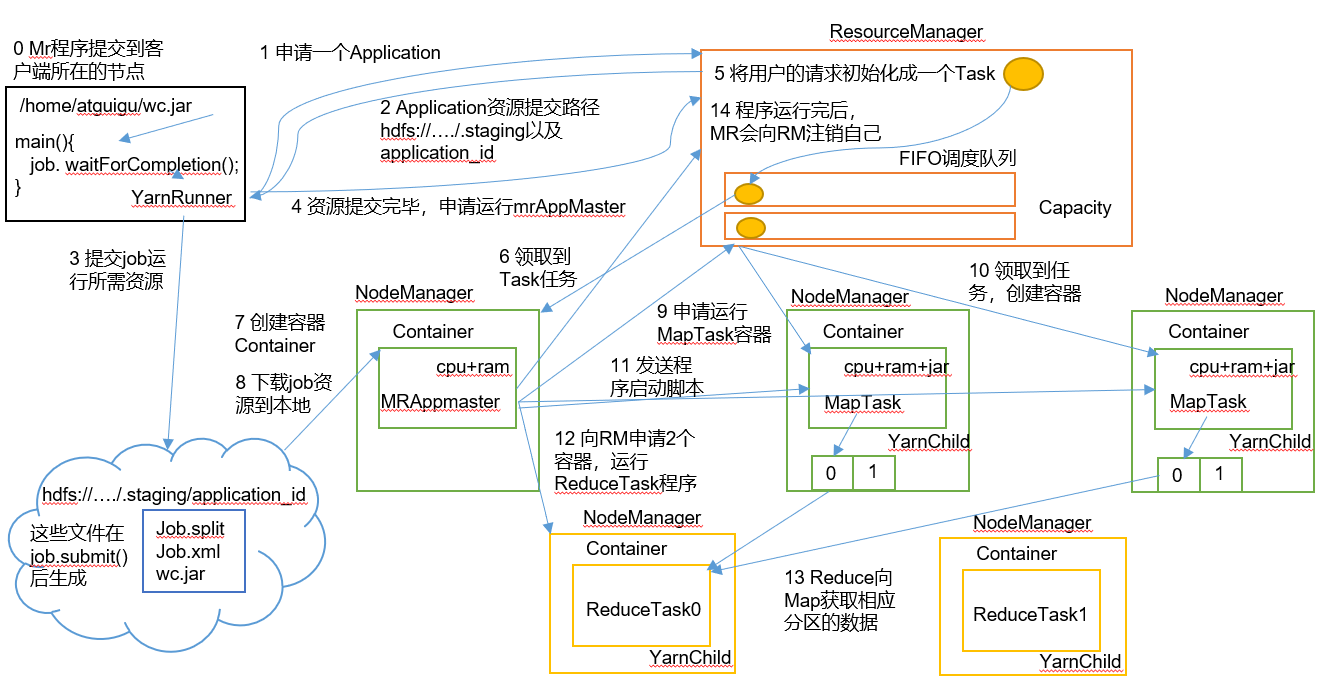 0 Mr程序提交到客
户端所在的节点
/home/atguigu/wc.jar
main(){
job. waitForCompletion();
}
YarnRunner
1 申请一个Application
2 Application资源提交路径
hdfs://…./.staging以及
application_id
3 提交job运
行所需资源
4 资源提交完毕，申请运行mrAppMaster
ResourceManager
5 将用户的请求初始化成一个Task
14 程序运行完后，
MR会向RM注销自己
FIFO调度队列
Capacity
6 领取到
Task任务
NodeManager
Container
cpu+ram
MRAppmaster
7 创建容器
Container
8 下载job资
源到本地
9 申请运行
MapTask容器
10 领取到任
务，创建容器
11 发送程
序启动脚本
NodeManager
Container
cpu+ram+jar
MapTask
YarnChild
0
1
NodeManager
Container
cpu+ram+jar
MapTask
YarnChild
0
1
12 向RM申请2个
容器，运行
ReduceTask程序
hdfs://…./.staging/application_id
这些文件在
job.submit()
后生成
Job.split
Job.xml
wc.jar
NodeManager
Container
ReduceTask0
YarnChild
13 Reduce向
Map获取相应
分区的数据
NodeManager
Container
ReduceTask1
YarnChild